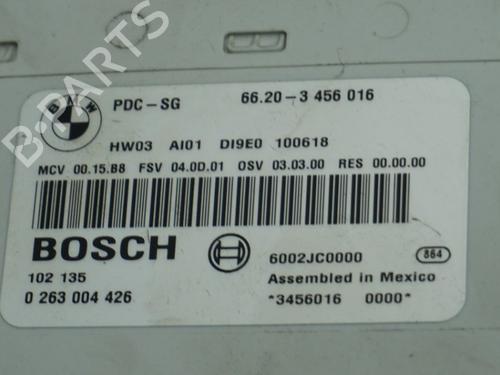 BMW
PDC-SG 66.20-3 456 016
HW03 AI01 DI9E0 100618
MCV 00.15.B8 FSV 04.0D.01 OSV 03.03.00 RES 00.00.00
BOSCH
6002JC0000 864
102 135
Assembled in Mexico
0 263 004 426
*3456016 0000*
B-PARTS